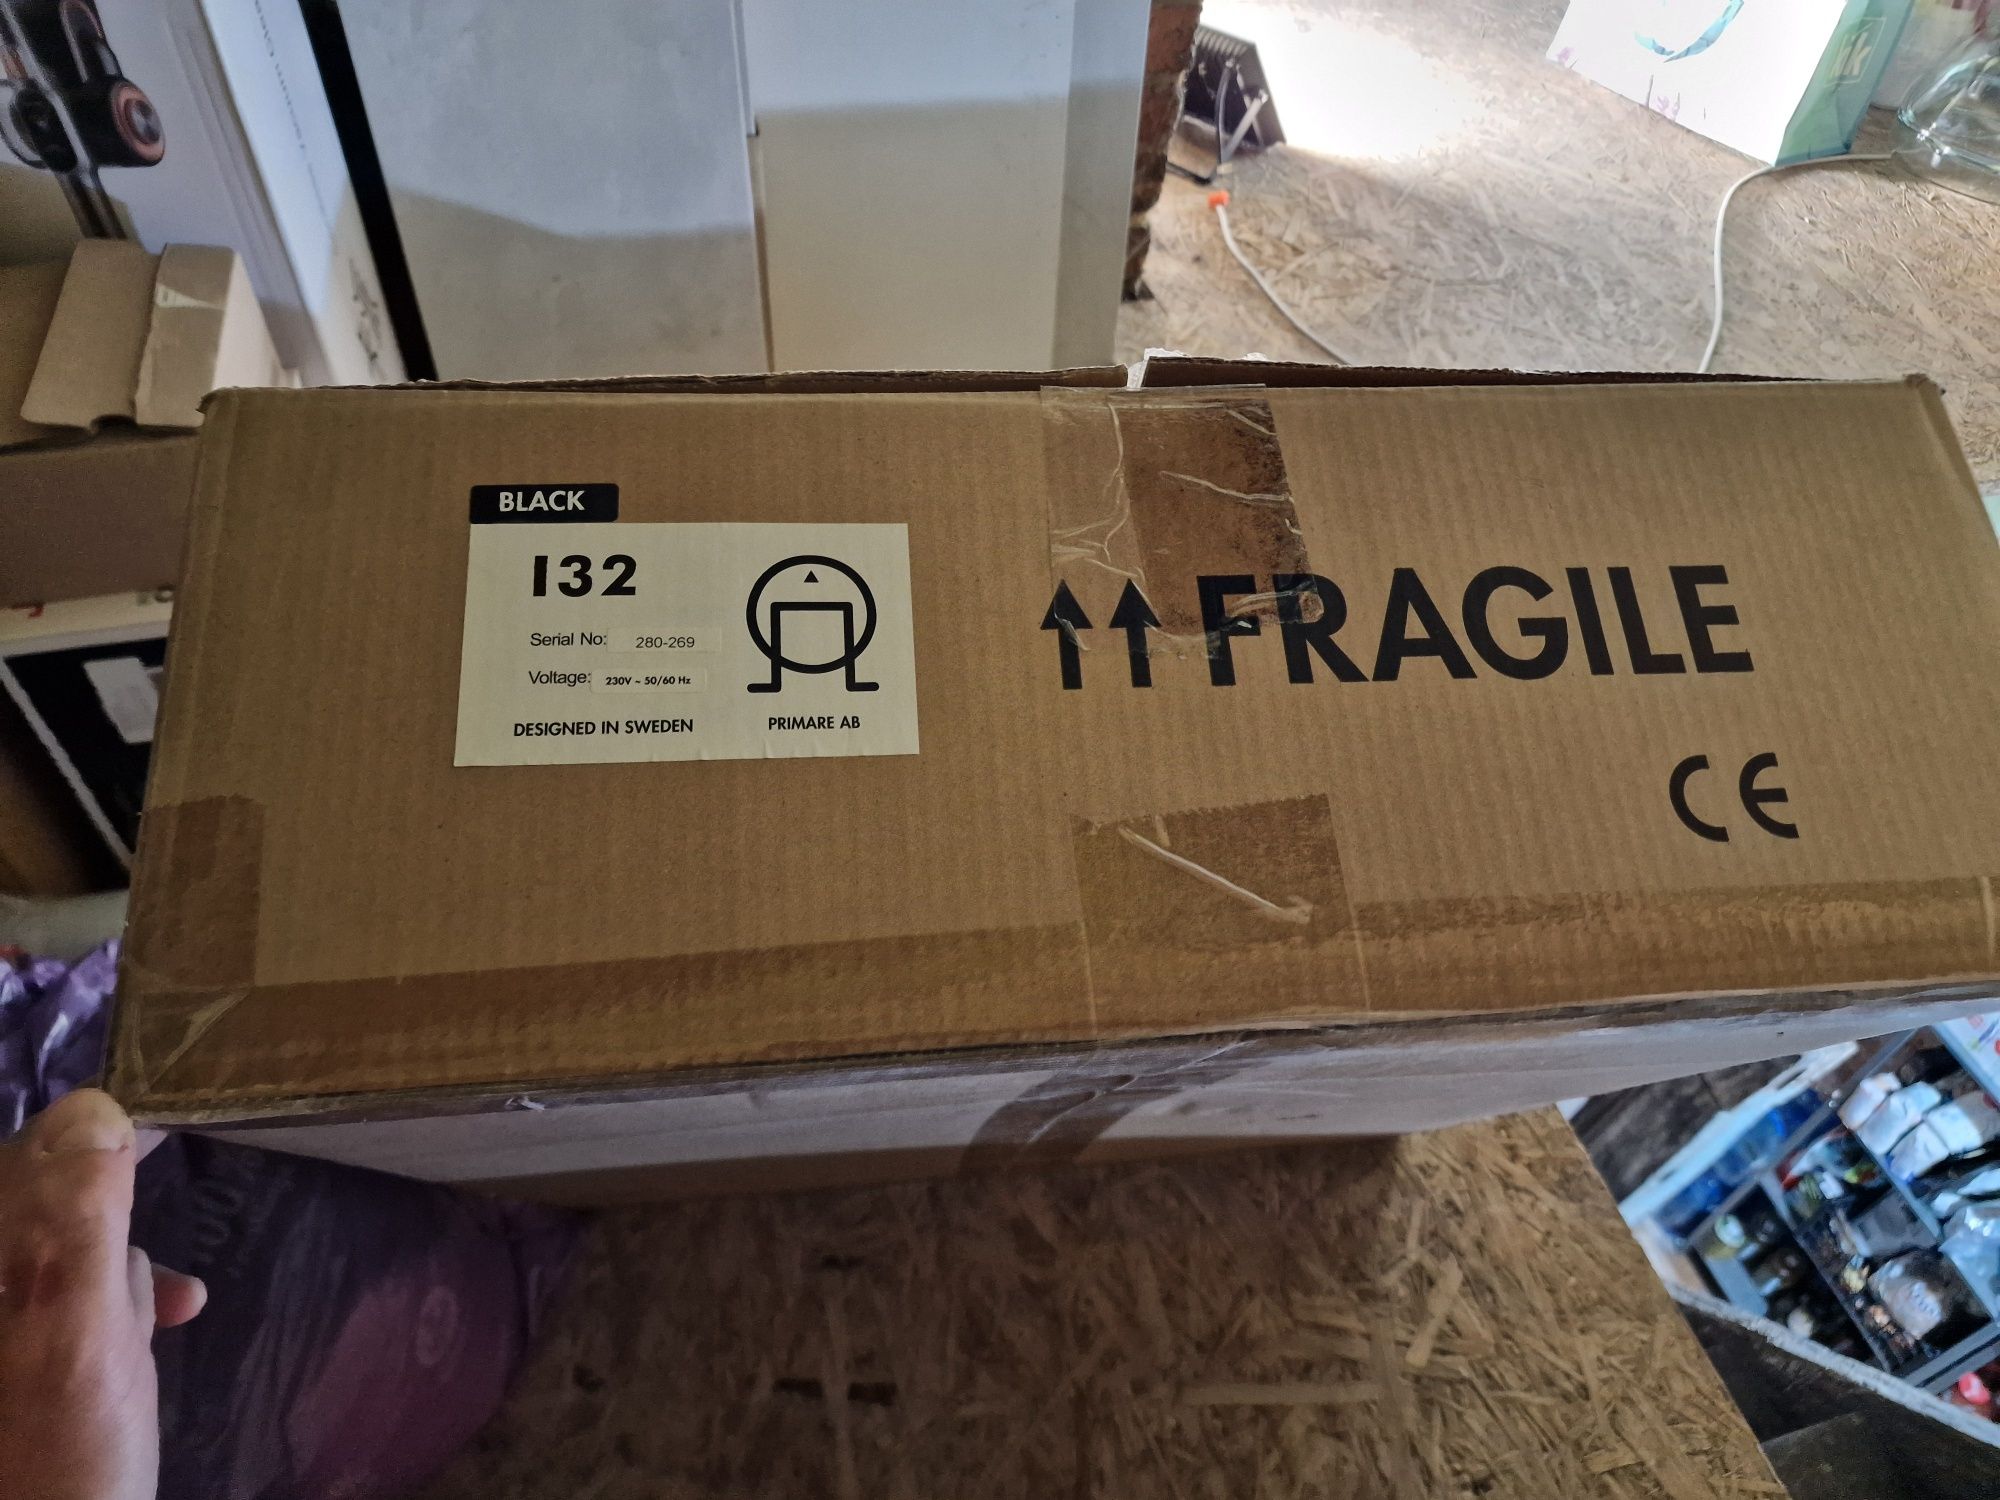 BLACK
I32
Serial No: 280-269
Voltage: 230V ~ 50/60 Hz
DESIGNED IN SWEDEN
PRIMARE AB
FRAGILE
CE